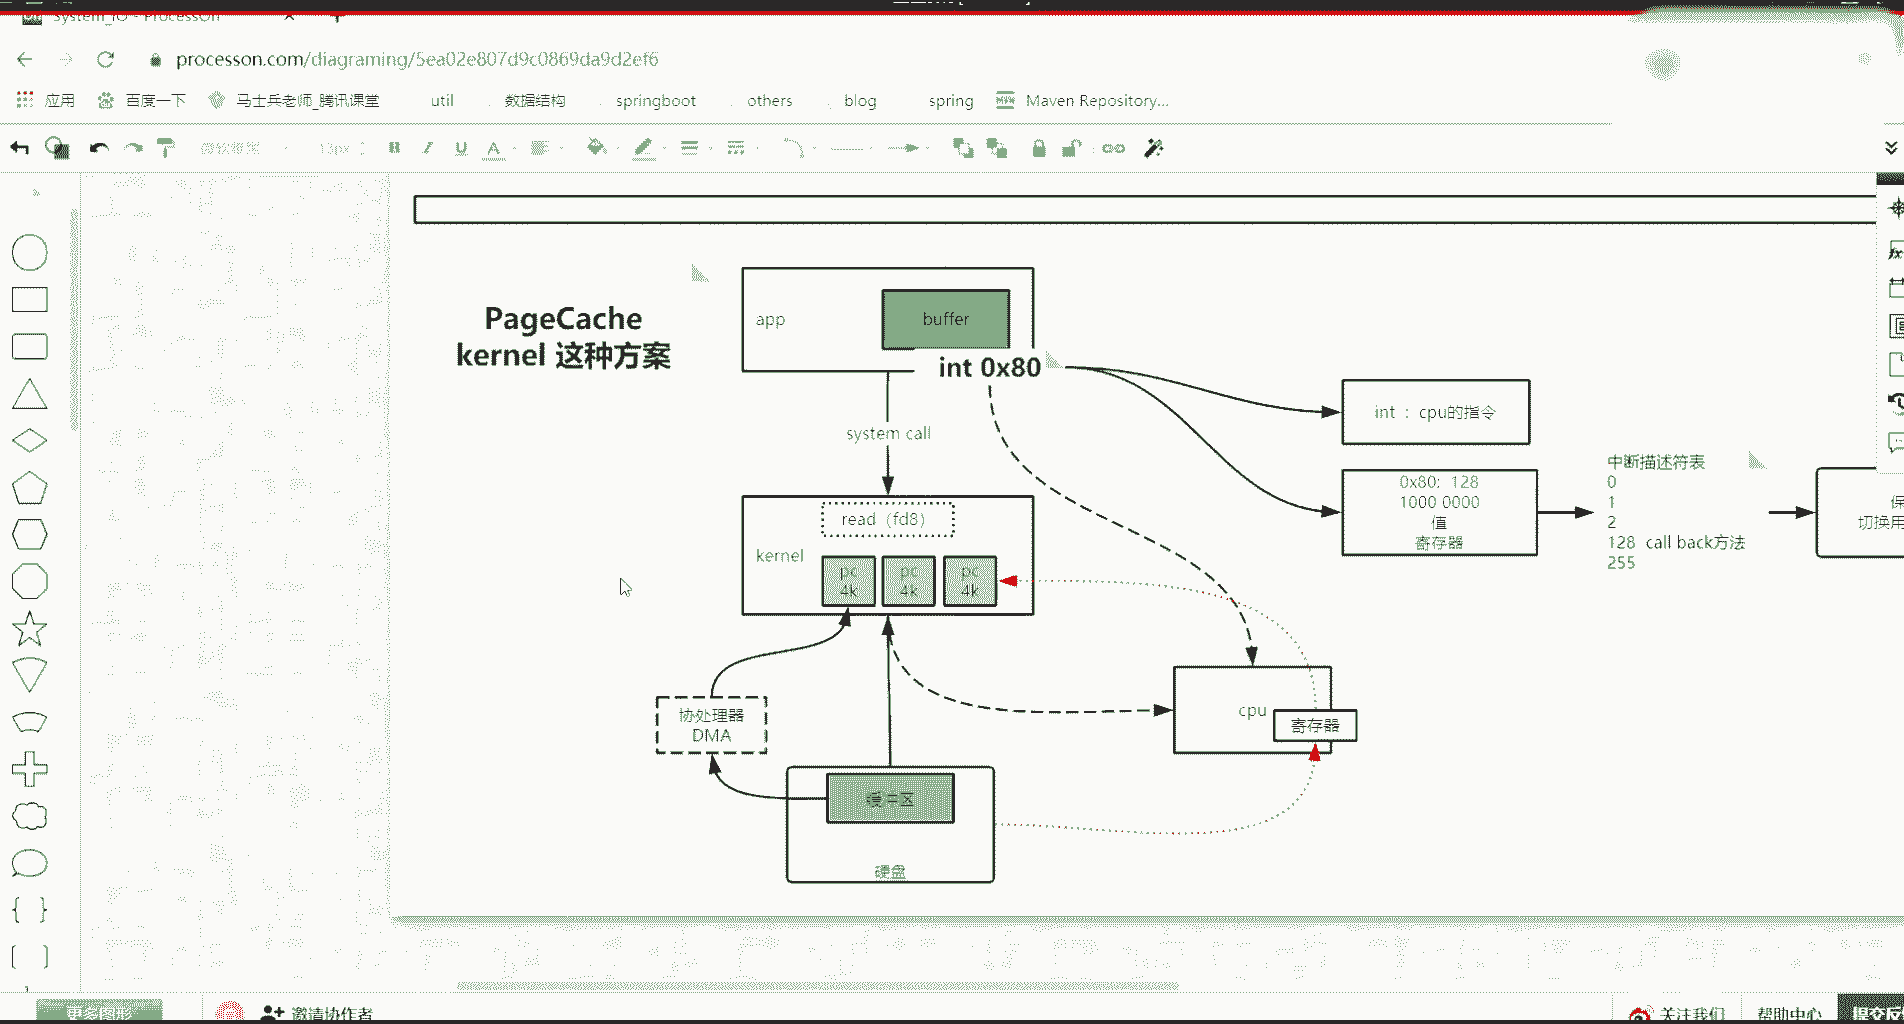 System_IO - ProcessOn
processon.com/diagraming/5ea02e807d9c0869da9d2ef6
应用
百度一下
马士兵老师_腾讯课堂
util
数据结构
springboot
others
blog
spring
Maven Repository...
13px
PageCache
kernel 这种方案
app
buffer
int 0x80
system call
int ：cpu的指令
0x80: 128
1000 0000
值
寄存器
中断描述符表
0
1
2
128 call back方法
255
保
切换用
read（fd8）
kernel
pc
4k
pc
4k
pc
4k
协处理器
DMA
cpu
寄存器
缓冲区
硬盘
更多图形
邀请协作者
关注我们
帮助中心
提交反